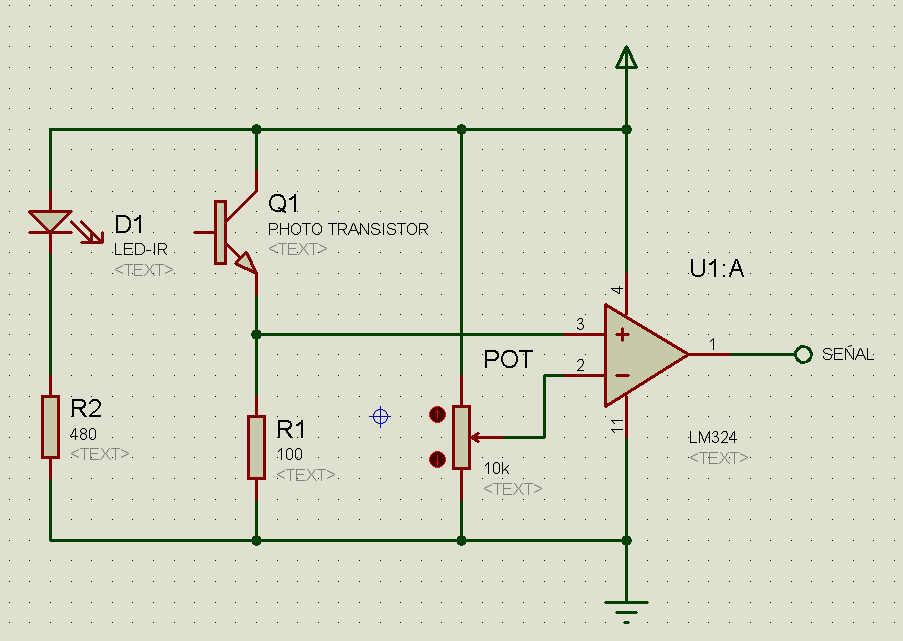 Q1
PHOTO TRANSISTOR
<TEXT>
D1
LED-IR
<TEXT>
U1:A
4
3
+
2
−
1
SEÑAL
11
POT
10k
<TEXT>
LM324
<TEXT>
R2
480
<TEXT>
R1
100
<TEXT>